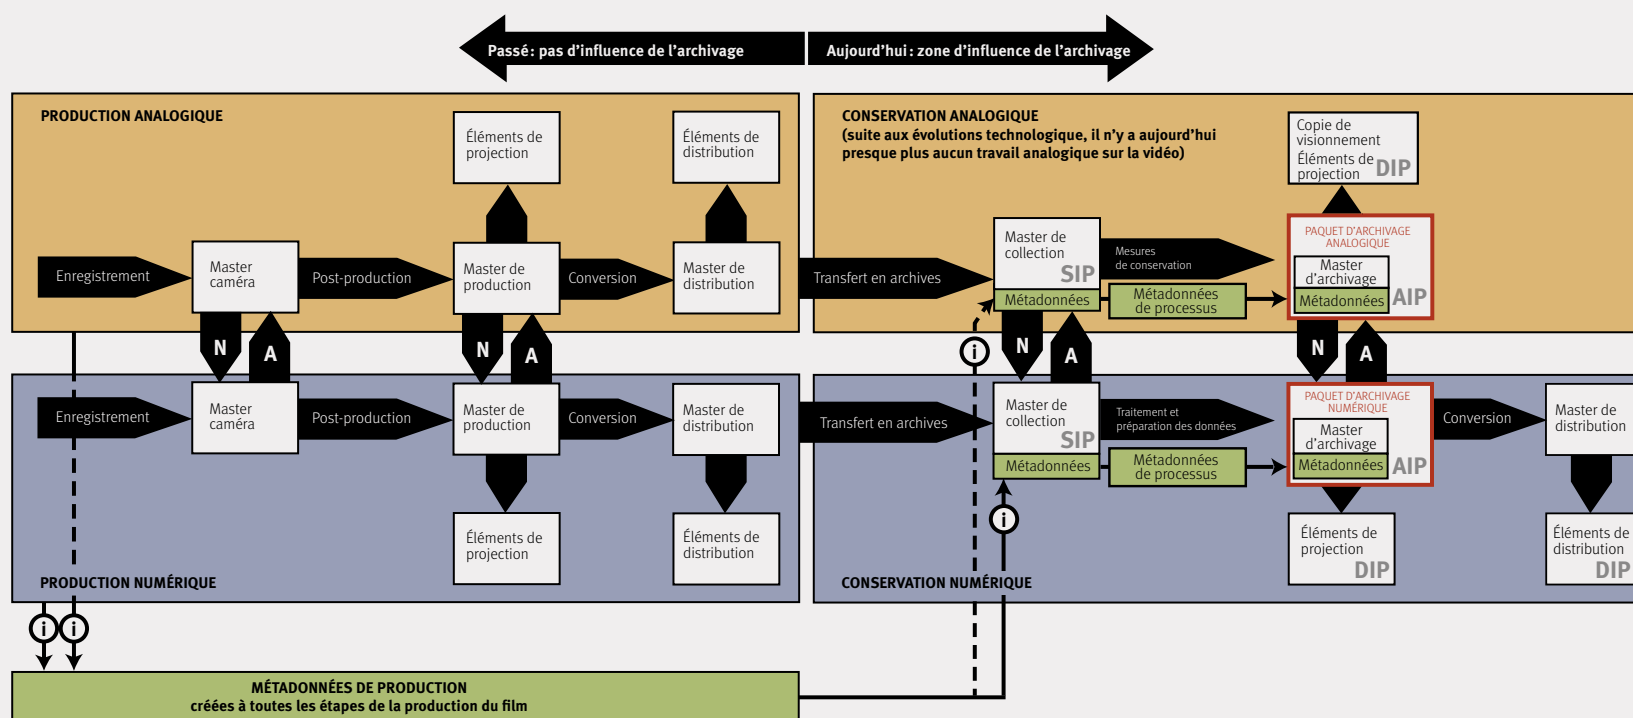 Passé : pas d’influence de l’archivage
Aujourd’hui : zone d’influence de l’archivage
PRODUCTION ANALOGIQUE
Éléments de
projection
Éléments de
distribution
Enregistrement
Master
caméra
Post-production
Master de
production
Conversion
Master de
distribution
N
A
N
A
CONSERVATION ANALOGIQUE
(suite aux évolutions technologique, il n’y a aujourd’hui
presque plus aucun travail analogique sur la vidéo)
Copie de
visionnement
Éléments de
projection
DIP
Transfert en archives
Master de
collection
SIP
Métadonnées
Mesures
de conservation
Métadonnées
de processus
PAQUET D’ARCHIVAGE
ANALOGIQUE
Master
d’archivage
Métadonnées
AIP
i
N
A
N
A
Enregistrement
Master
caméra
Post-production
Master de
production
Conversion
Master de
distribution
Éléments de
projection
Éléments de
distribution
PRODUCTION NUMÉRIQUE
Transfert en archives
Master de
collection
SIP
Métadonnées
Traitement et
préparation des données
Métadonnées
de processus
PAQUET D’ARCHIVAGE
NUMÉRIQUE
Master
d’archivage
Métadonnées
AIP
Conversion
Master de
distribution
i
Éléments de
projection
DIP
Éléments de
distribution
DIP
CONSERVATION NUMÉRIQUE
i
i
MÉTADONNÉES DE PRODUCTION
créées à toutes les étapes de la production du film